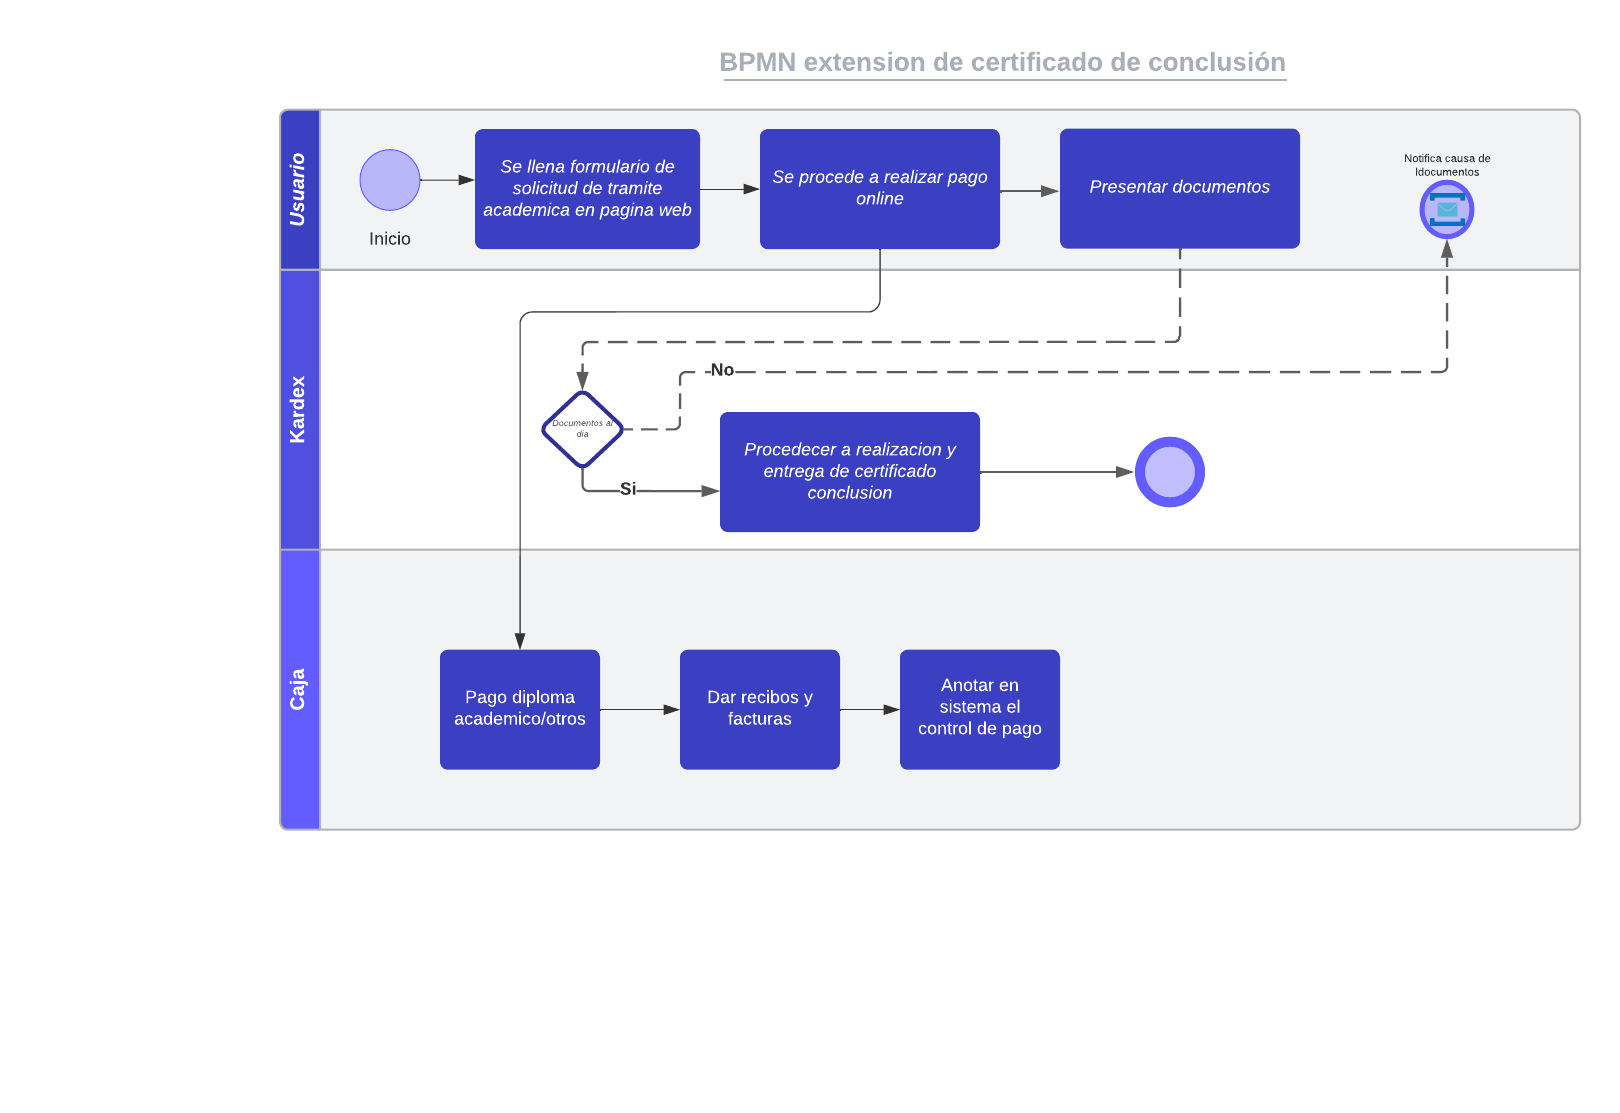 BPMN extension de certificado de conclusión
Usuario
Inicio
Se llena formulario de
solicitud de tramite
academica en pagina web
Se procede a realizar pago
online
Presentar documentos
Notifica causa de
Idocumentos
Kardex
Documentos al
dia
No
Si
Procedecer a realizacion y
entrega de certificado
conclusion
Caja
Pago diploma
academico/otros
Dar recibos y
facturas
Anotar en
sistema el
control de pago